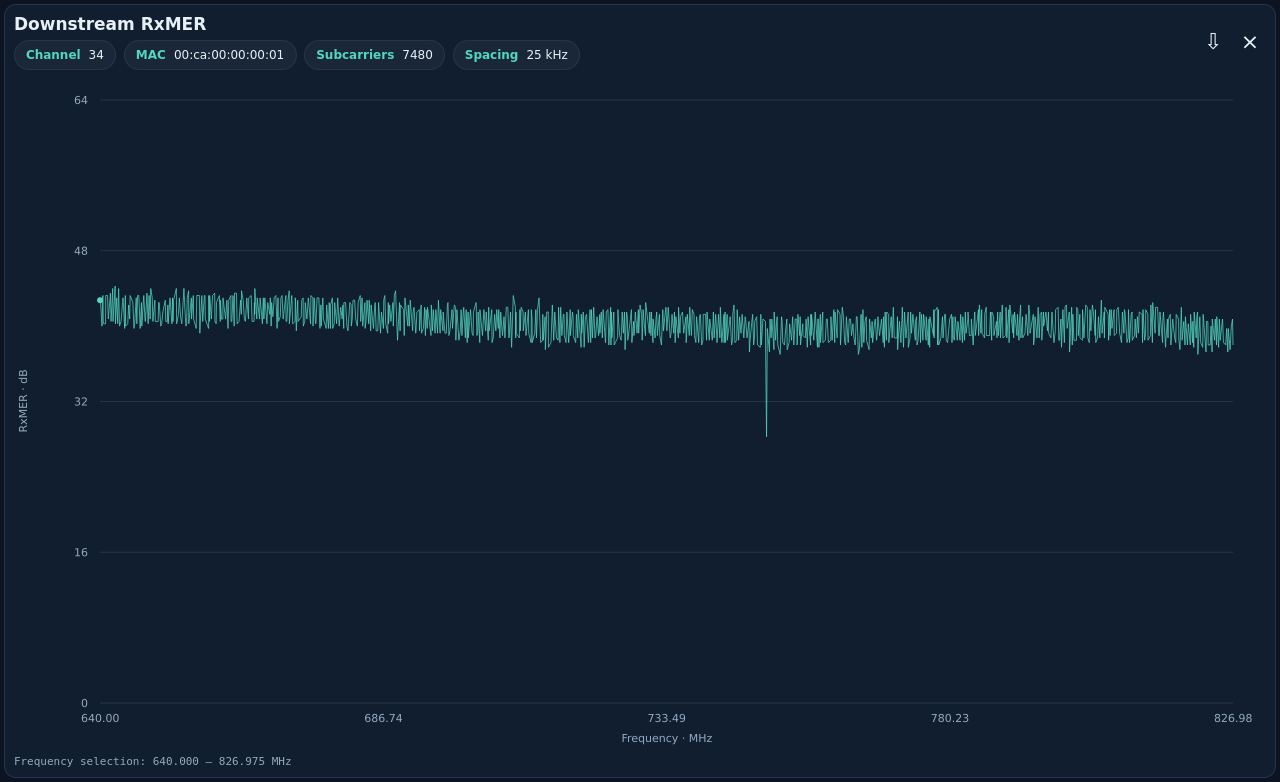 Downstream RxMER
Channel 34 MAC 00:ca:00:00:00:01 Subcarriers 7480 Spacing 25 kHz
64
48
32
16
0
RxMER · dB
640.00 686.74 733.49 780.23 826.98
Frequency · MHz
Frequency selection: 640.000 – 826.975 MHz